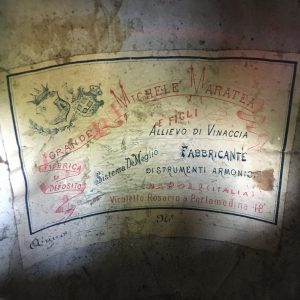 MICHELE MARATEA
E FIGLI
GRANDE
ALLIEVO DI VINACCIA
FABBRICA
E
DEPOSITO
Sistema De Meglio
FABBRICANTE
DI STRUMENTI ARMONICI
NAPOLI (ITALIA)
Vicoletto Rosario a Portamedina 18